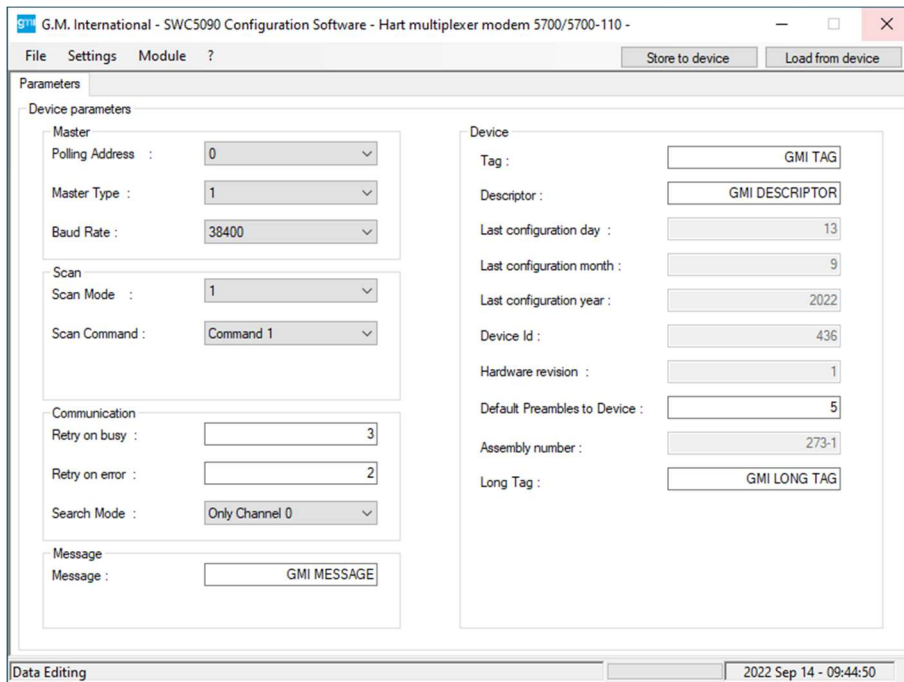 gmi G.M. International - SWC5090 Configuration Software - Hart multiplexer modem 5700/5700-110 -
File Settings Module ? Store to device Load from device
Parameters
Device parameters
Master
Polling Address : 0
Master Type : 1
Baud Rate : 38400
Scan
Scan Mode : 1
Scan Command : Command 1
Communication
Retry on busy : 3
Retry on error : 2
Search Mode : Only Channel 0
Message
Message : GMI MESSAGE
Device
Tag : GMI TAG
Descriptor : GMI DESCRIPTOR
Last configuration day : 13
Last configuration month : 9
Last configuration year : 2022
Device Id : 436
Hardware revision : 1
Default Preambles to Device : 5
Assembly number : 273-1
Long Tag : GMI LONG TAG
Data Editing 2022 Sep 14 - 09:44:50